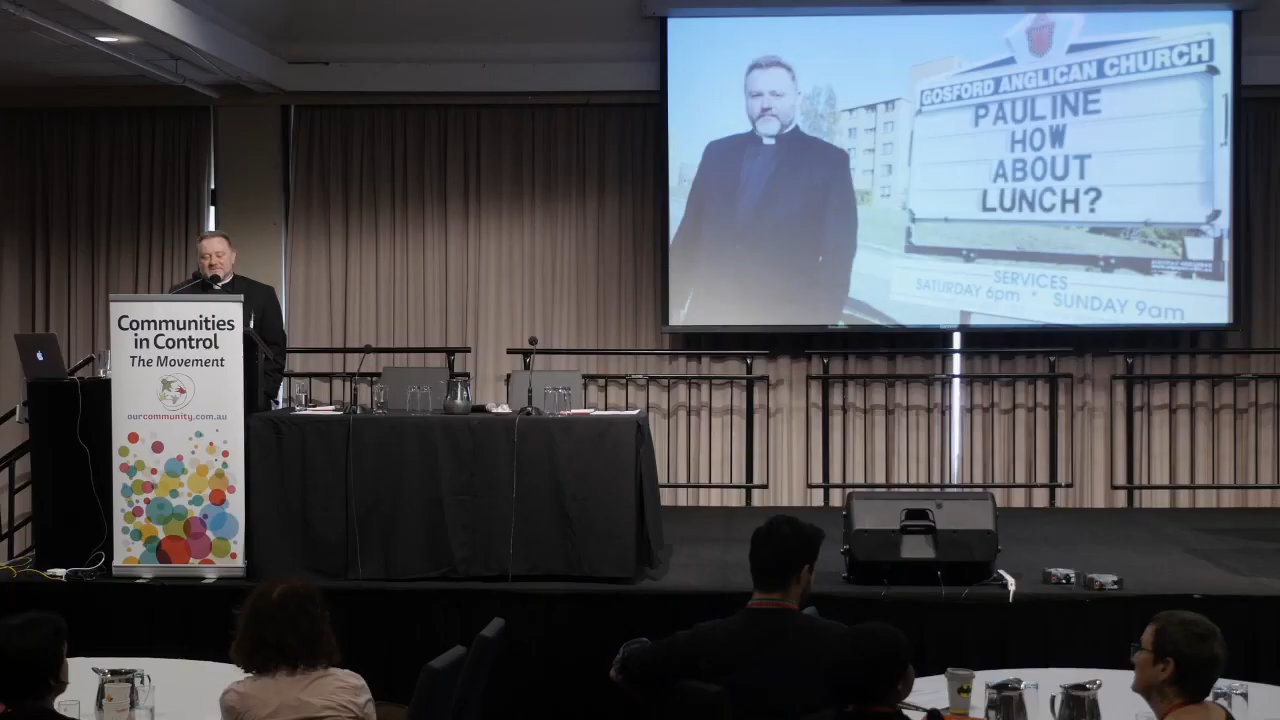 GOSFORD ANGLICAN CHURCH
PAULINE
HOW
ABOUT
LUNCH?
SERVICES
SATURDAY 6pm * SUNDAY 9am
Communities
in Control
The Movement
ourcommunity.com.au